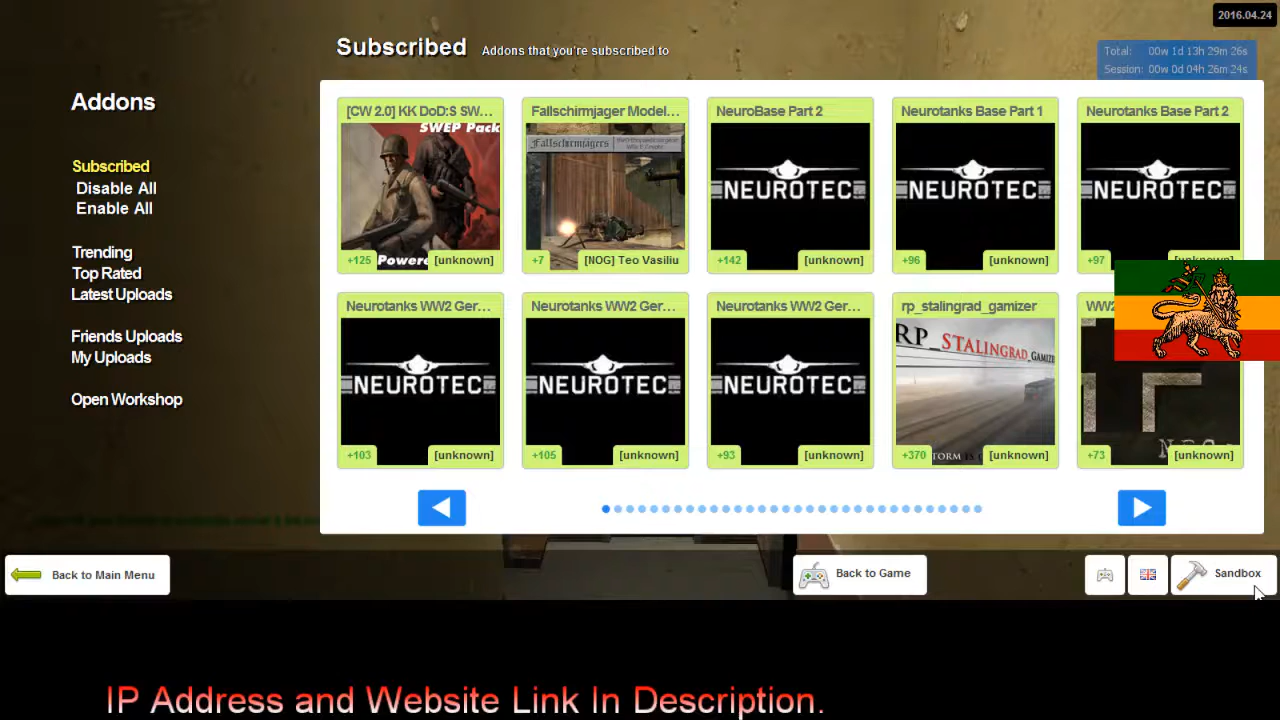 2016.04.24
Subscribed Addons that you're subscribed to
Total: 00w 1d 13h 29m 26s
Session: 00w 0d 04h 26m 24s
Addons
Subscribed
Disable All
Enable All
Trending
Top Rated
Latest Uploads
Friends Uploads
My Uploads
Open Workshop
[CW 2.0] KK DoD:S SW...
SWEP Pack
+125
[unknown]
Fallschirmjager Model...
Fallschirmjägers
+7
[NOG] Teo Vasiliu
NeuroBase Part 2
NEUROTEC
+142
[unknown]
Neurotanks Base Part 1
NEUROTEC
+96
[unknown]
Neurotanks Base Part 2
NEUROTEC
+97
Neurotanks WW2 Ger...
NEUROTEC
+103
[unknown]
Neurotanks WW2 Ger...
NEUROTEC
+105
[unknown]
Neurotanks WW2 Ger...
NEUROTEC
+93
[unknown]
rp_stalingrad_gamizer
RP_STALINGRAD_GAMIZE
+370
[unknown]
WW2
+73
[unknown]
Back to Main Menu
Back to Game
Sandbox
IP Address and Website Link In Description.